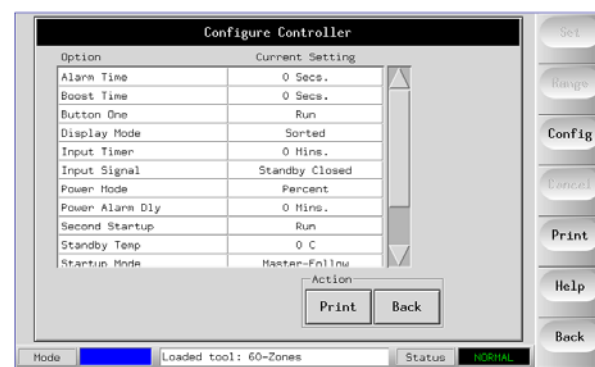 Configure Controller
Option Current Setting
Alarm Time 0 Secs.
Boost Time 0 Secs.
Button One Run
Display Mode Sorted
Input Timer 0 Mins.
Input Signal Standby Closed
Power Mode Percent
Power Alarm Dly 0 Mins.
Second Startup Run
Standby Temp 0 C
Startup Mode Master-Follow
Action
Print Back
Set
Range
Config
Cancel
Print
Help
Back
Mode Loaded tool: 60-Zones Status NORMAL